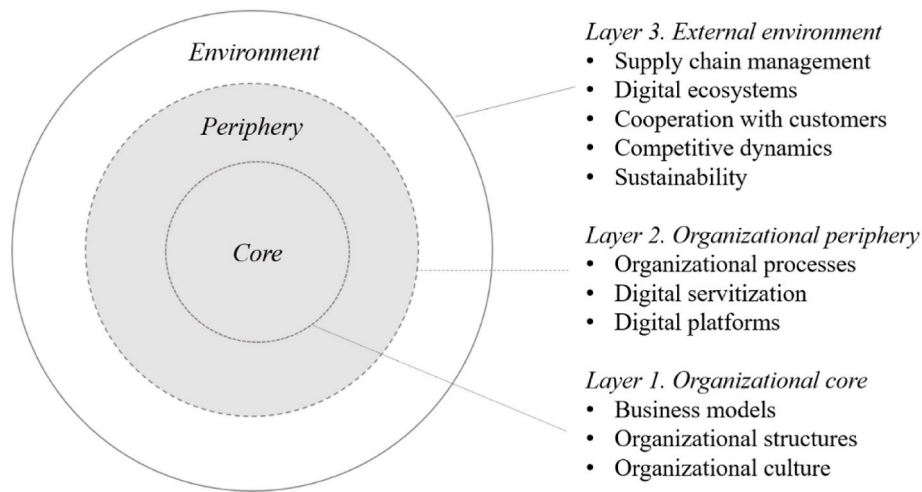 Environment
Periphery
Core
Layer 3. External environment
• Supply chain management
• Digital ecosystems
• Cooperation with customers
• Competitive dynamics
• Sustainability
Layer 2. Organizational periphery
• Organizational processes
• Digital servitization
• Digital platforms
Layer 1. Organizational core
• Business models
• Organizational structures
• Organizational culture